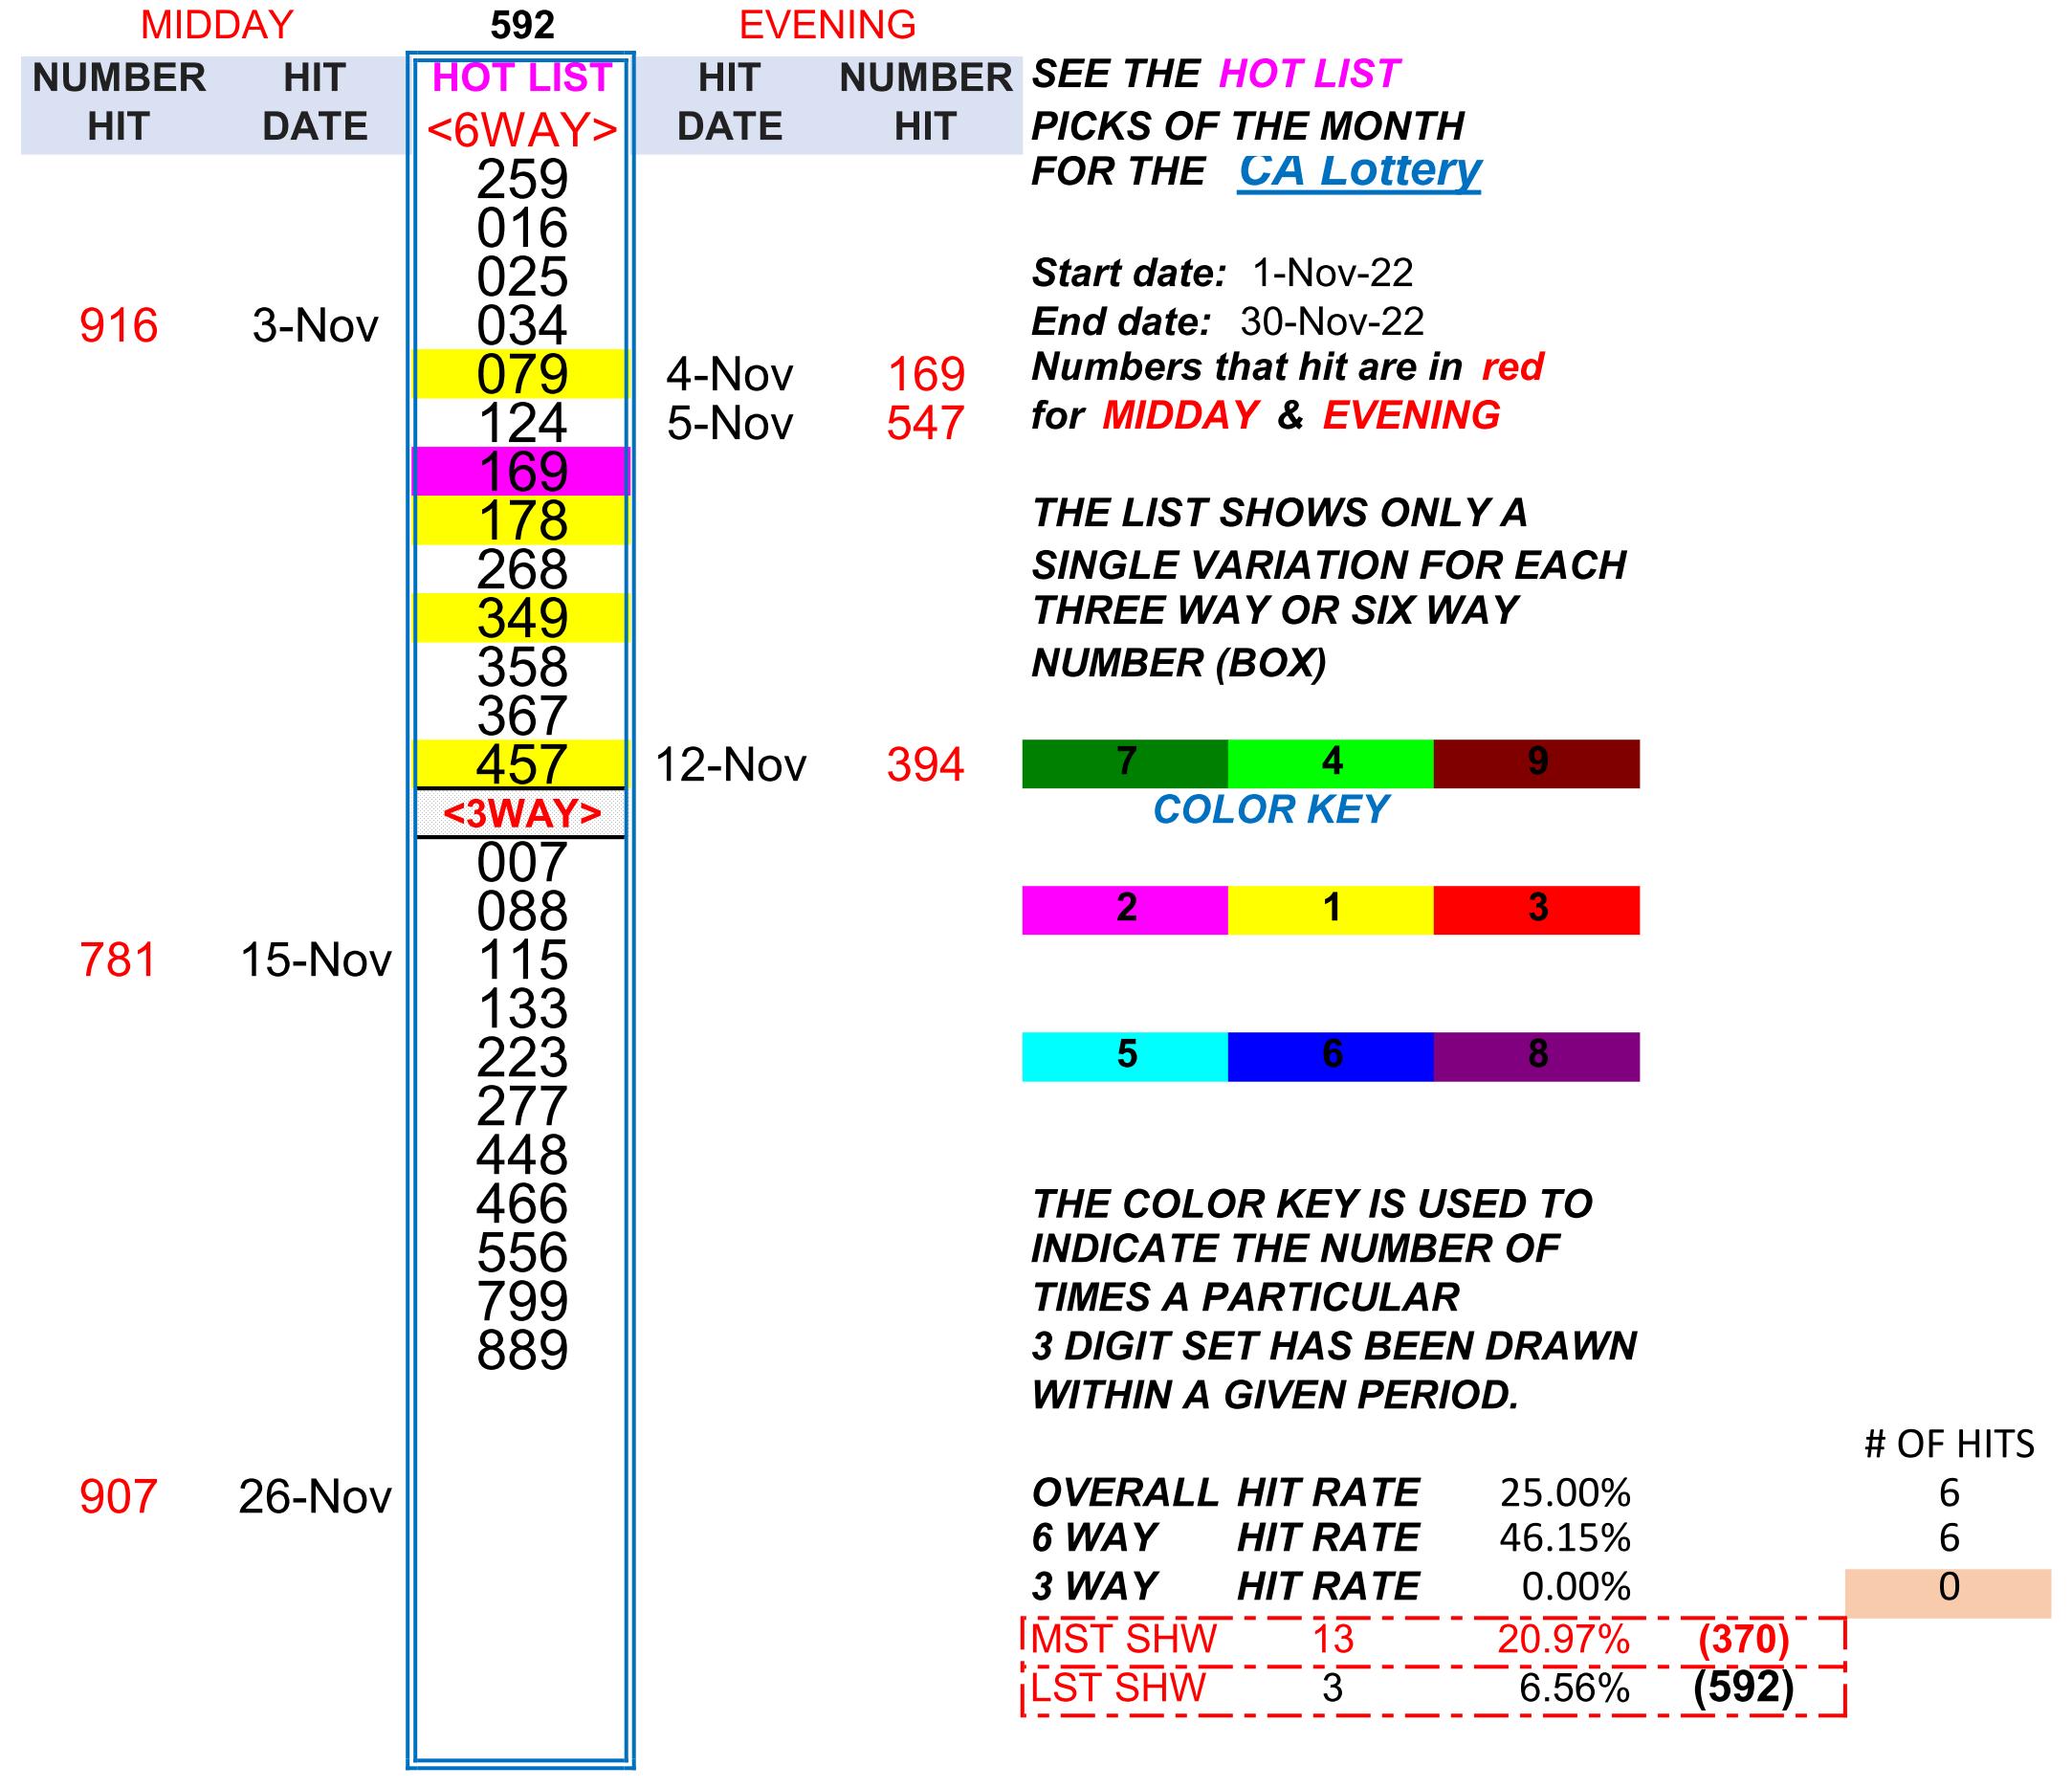 MIDDAY 592 EVENING
NUMBER HIT HOT LIST HIT NUMBER SEE THE HOT LIST
HIT DATE <6WAY> DATE HIT PICKS OF THE MONTH
259 FOR THE CA Lottery
016
025 Start date: 1-Nov-22
916 3-Nov 034 End date: 30-Nov-22
079 4-Nov 169 Numbers that hit are in red
124 5-Nov 547 for MIDDAY & EVENING
169
178 THE LIST SHOWS ONLY A
268 SINGLE VARIATION FOR EACH
349 THREE WAY OR SIX WAY
358 NUMBER (BOX)
367
457 12-Nov 394 7 4 9
<3WAY> COLOR KEY
007
088 2 1 3
781 15-Nov 115
133
223 5 6 8
277
448
466 THE COLOR KEY IS USED TO
556 INDICATE THE NUMBER OF
799 TIMES A PARTICULAR
889 3 DIGIT SET HAS BEEN DRAWN
WITHIN A GIVEN PERIOD.
# OF HITS
907 26-Nov OVERALL HIT RATE 25.00% 6
6 WAY HIT RATE 46.15% 6
3 WAY HIT RATE 0.00% 0
MST SHW 13 20.97% (370)
LST SHW 3 6.56% (592)